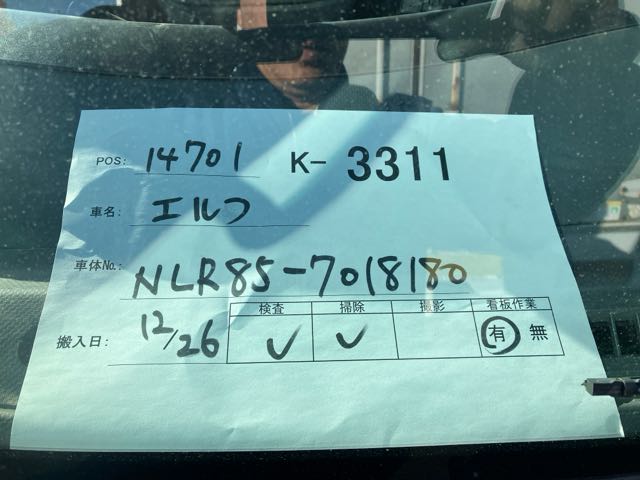 POS: 14701 K- 3311
車名: エルフ
車体No.: NLR85-7018180
検査 掃除 撮影 看板作業
搬入日: 12/26 ✓ ✓ 有 無